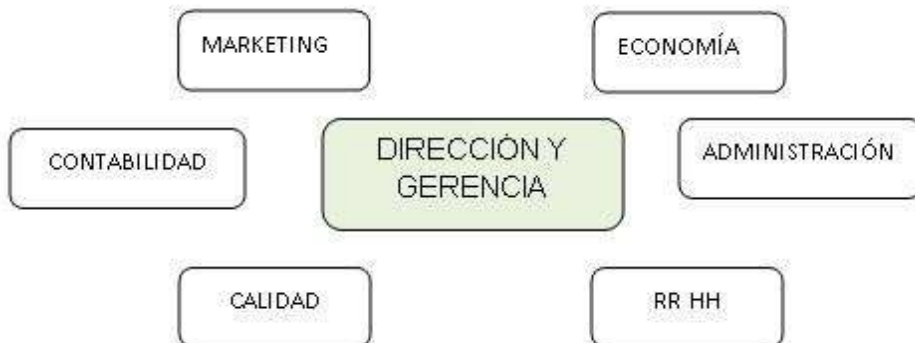 MARKETING
ECONOMÍA
CONTABILIDAD
DIRECCIÓN Y
GERENCIA
ADMINISTRACIÓN
CALIDAD
RR HH